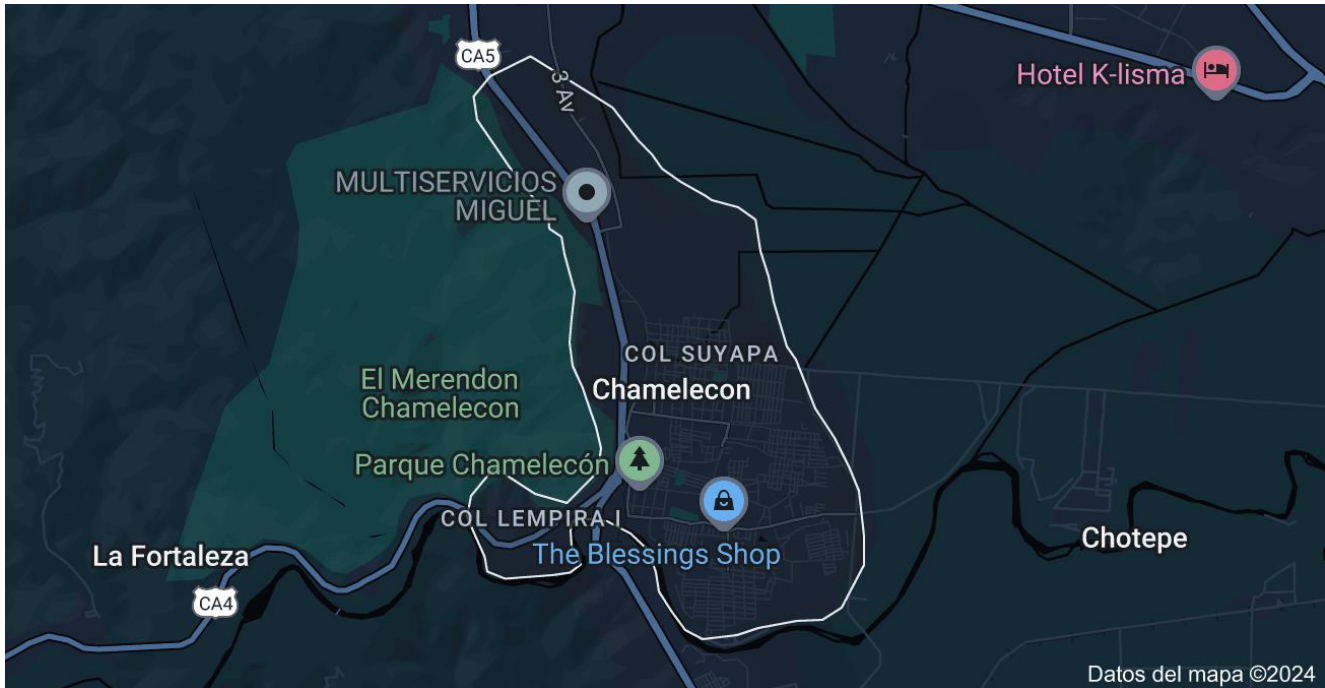 CA5
3 Av
Hotel K-lisma
MULTISERVICIOS
MIGUÈL
COL SUYAPA
Chamelecon
El Merendon
Chamelecon
Parque Chamelecón
COL LEMPIRA I
The Blessings Shop
Chotepe
La Fortaleza
CA4
Datos del mapa ©2024